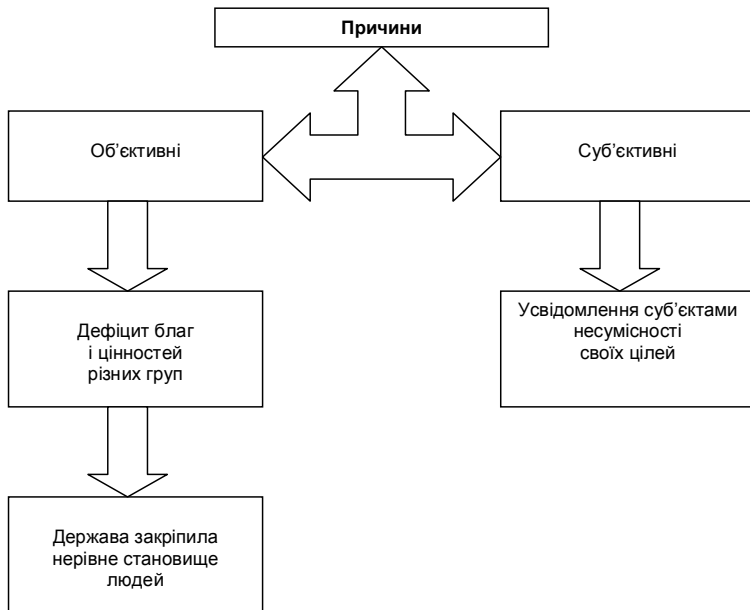 Причини
Об’єктивні
Суб’єктивні
Дефіцит благ
і цінностей
різних груп
Усвідомлення суб’єктами
несумісності
своїх цілей
Держава закріпила
нерівне становище
людей